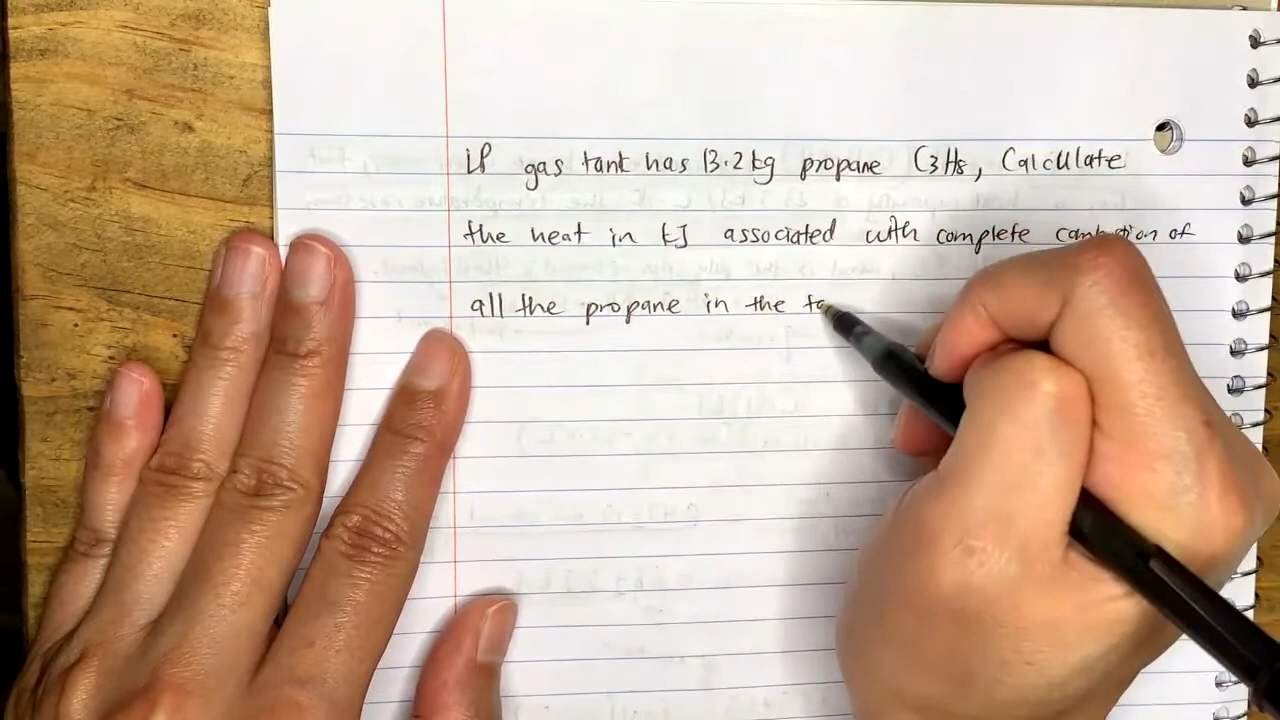 if gas tank has 13.2 kg propane C3H8, Calculate
the heat in kJ associated with complete of
all the propane in the ta